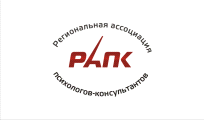 Региональная ассоциация
РАПК
психологов-консультантов